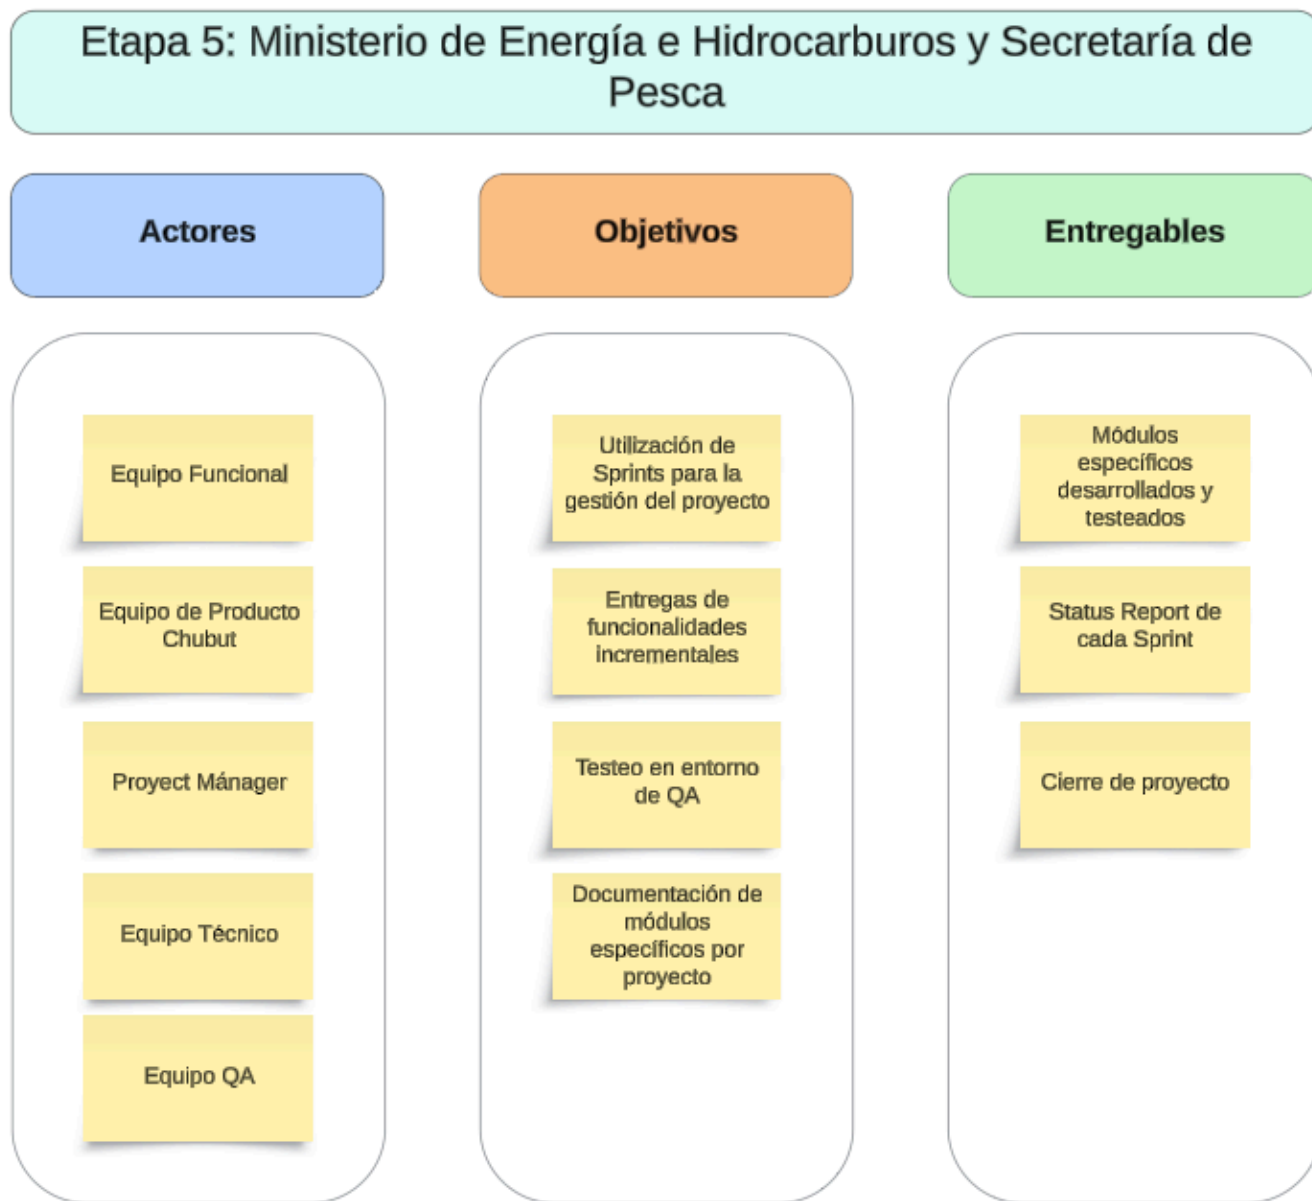 Etapa 5: Ministerio de Energía e Hidrocarburos y Secretaría de
Pesca
Actores
Objetivos
Entregables
Equipo Funcional
Equipo de Producto
Chubut
Proyect Mánager
Equipo Técnico
Equipo QA
Utilización de
Sprints para la
gestión del proyecto
Entregas de
funcionalidades
incrementales
Testeo en entorno
de QA
Documentación de
módulos
específicos por
proyecto
Módulos
específicos
desarrollados y
testeados
Status Report de
cada Sprint
Cierre de proyecto